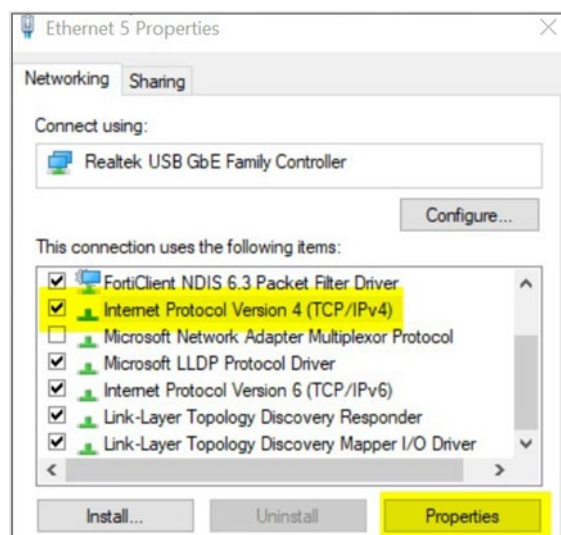 Ethernet 5 Properties
Networking Sharing
Connect using:
Realtek USB GbE Family Controller
Configure...
This connection uses the following items:
FortiClient NDIS 6.3 Packet Filter Driver
Internet Protocol Version 4 (TCP/IPv4)
Microsoft Network Adapter Multiplexor Protocol
Microsoft LLDP Protocol Driver
Internet Protocol Version 6 (TCP/IPv6)
Link-Layer Topology Discovery Responder
Link-Layer Topology Discovery Mapper I/O Driver
Install... Uninstall Properties